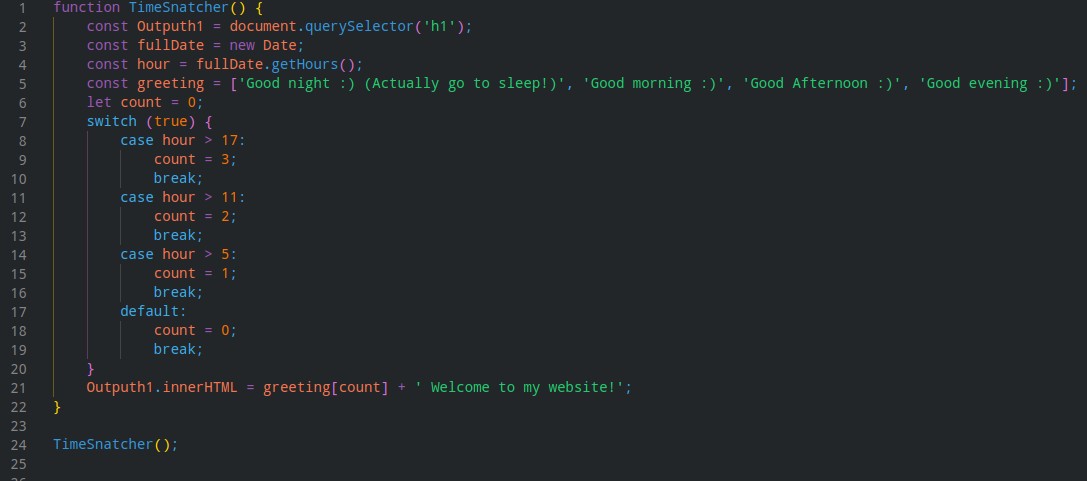 1 function TimeSnatcher() {
2     const Outputh1 = document.querySelector('h1');
3     const fullDate = new Date;
4     const hour = fullDate.getHours();
5     const greeting = ['Good night :) (Actually go to sleep!)', 'Good morning :)', 'Good Afternoon :)', 'Good evening :)'];
6     let count = 0;
7     switch (true) {
8         case hour > 17:
9             count = 3;
10             break;
11         case hour > 11:
12             count = 2;
13             break;
14         case hour > 5:
15             count = 1;
16             break;
17         default:
18             count = 0;
19             break;
20     }
21     Outputh1.innerHTML = greeting[count] + ' Welcome to my website!';
22 }
23
24 TimeSnatcher();
25